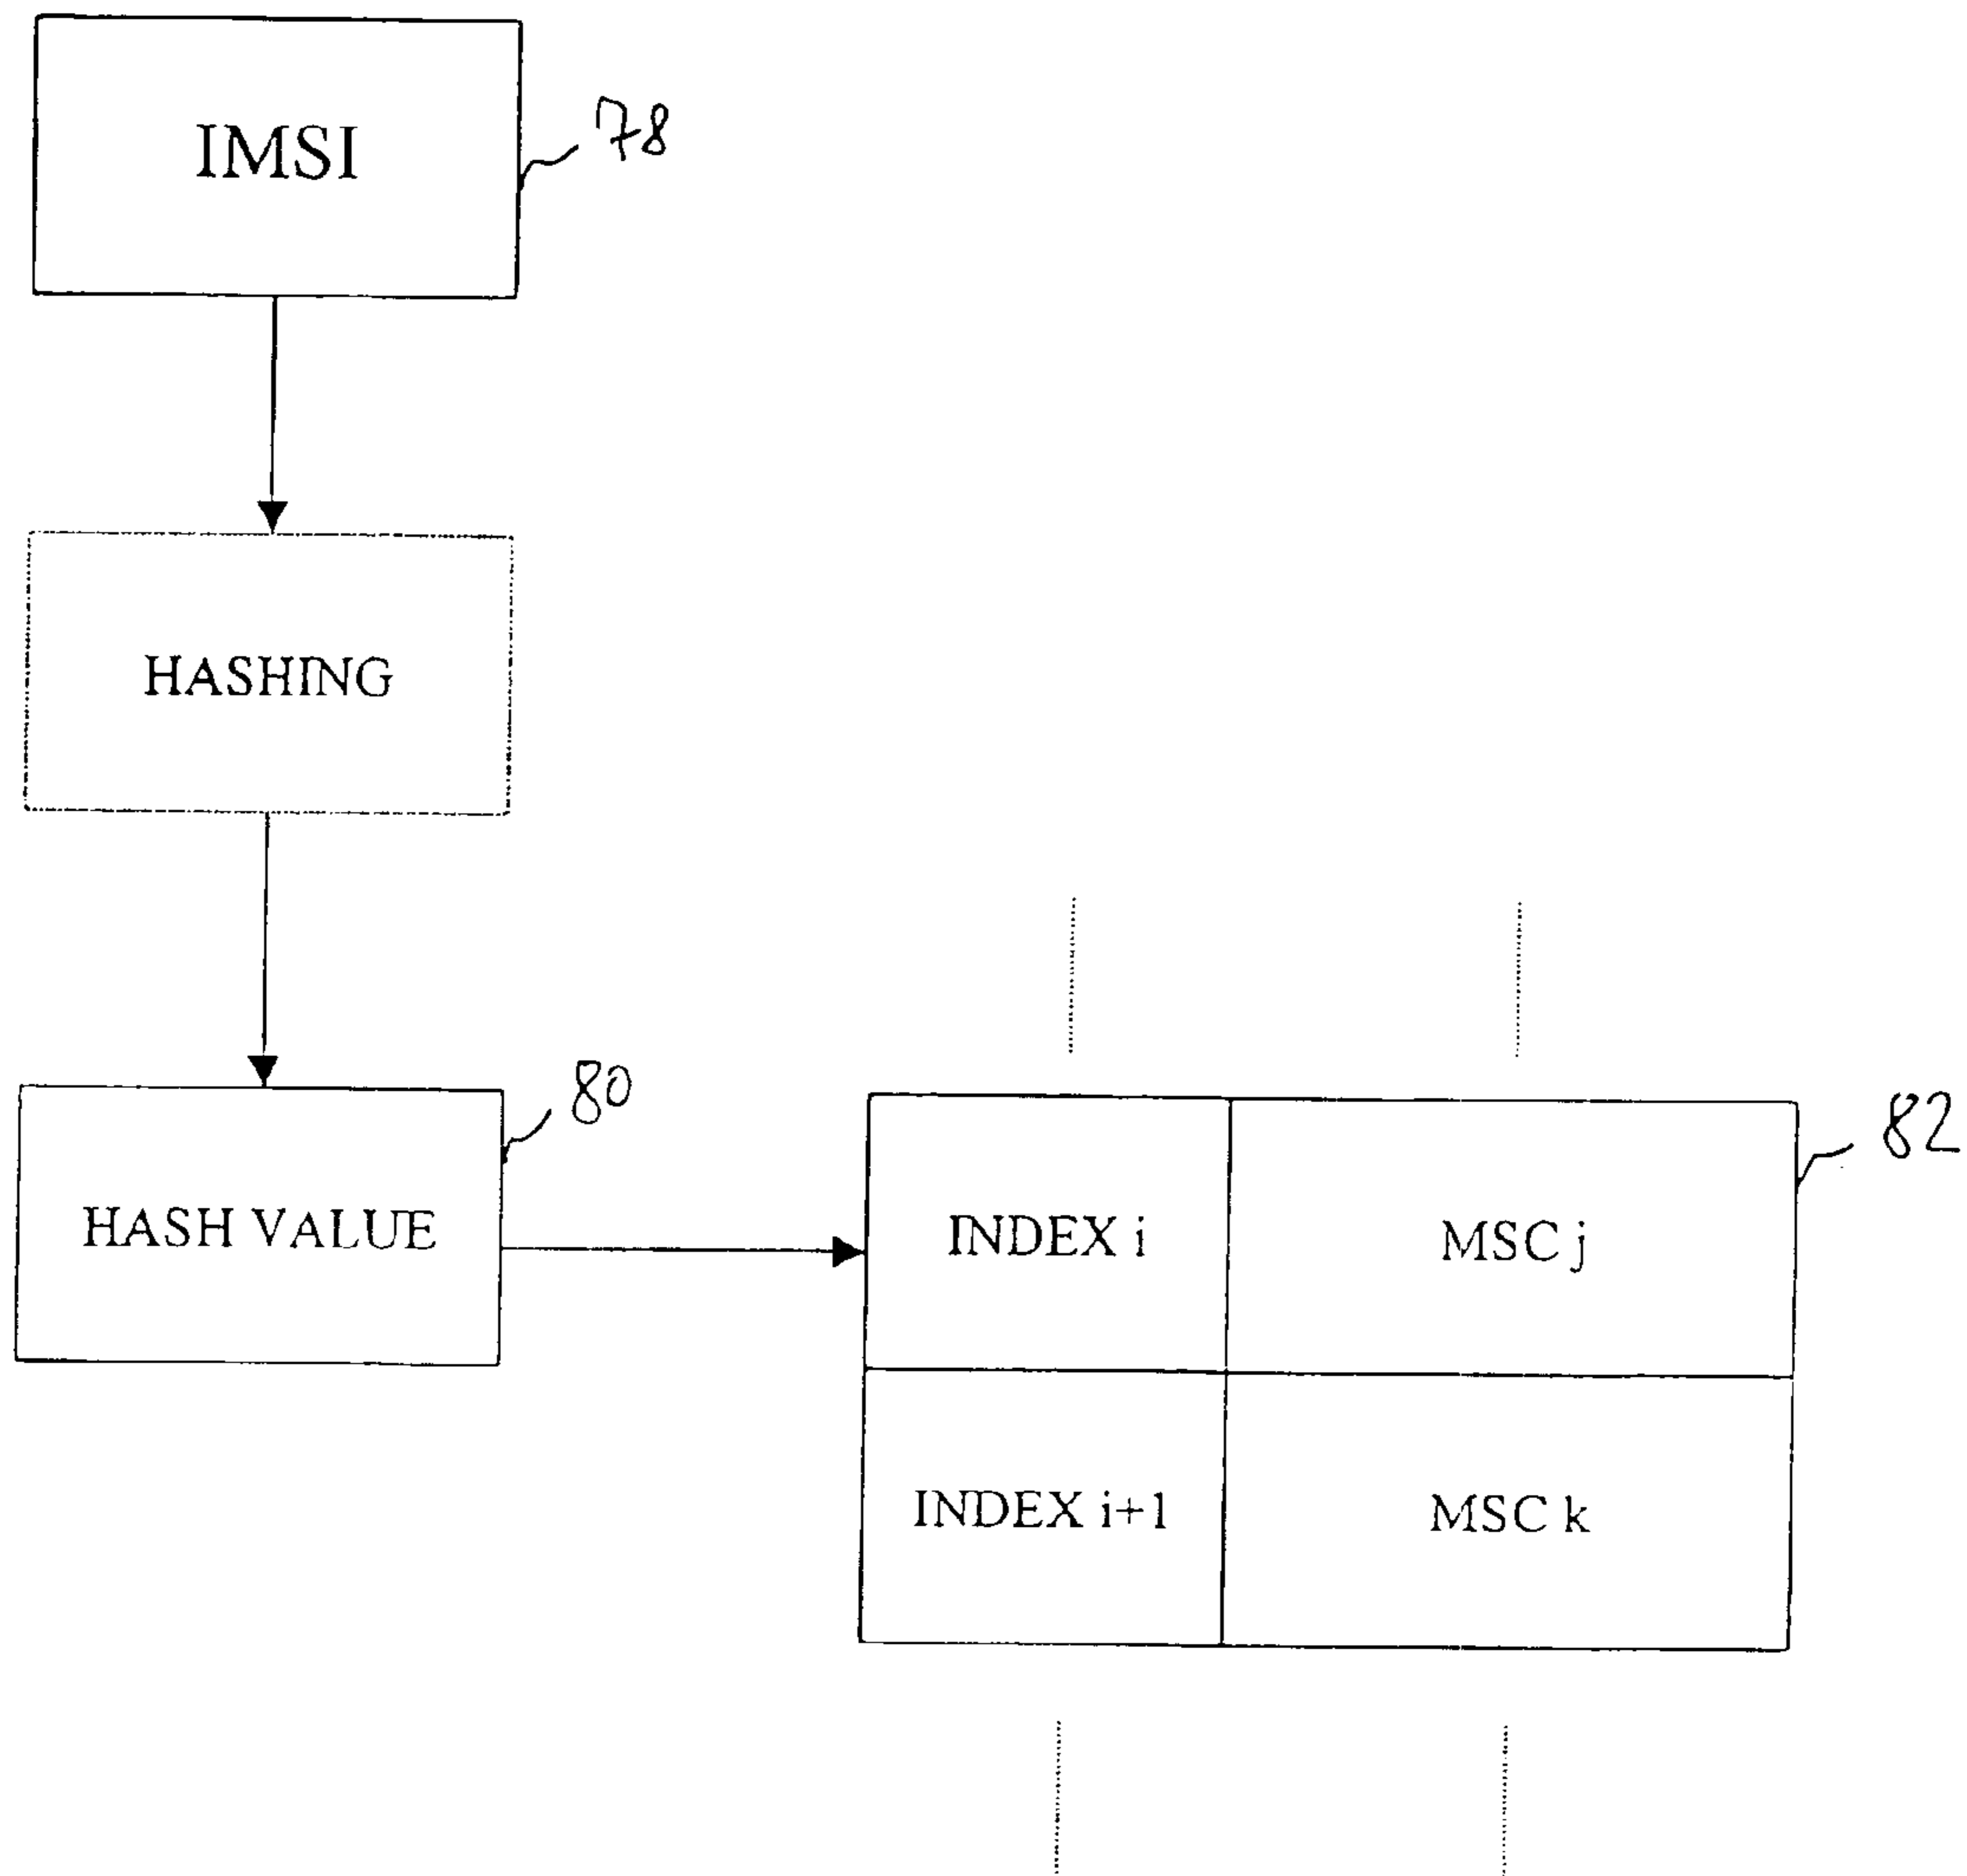 IMSI
78
HASHING
HASH VALUE
80
INDEX i
MSC j
82
INDEX i+1
MSC k